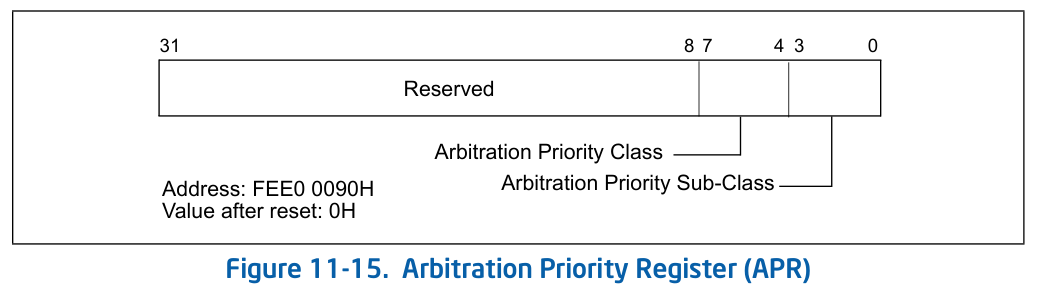 31 8 7 4 3 0
Reserved
Arbitration Priority Class
Arbitration Priority Sub-Class
Address: FEE0 0090H
Value after reset: 0H
Figure 11-15. Arbitration Priority Register (APR)